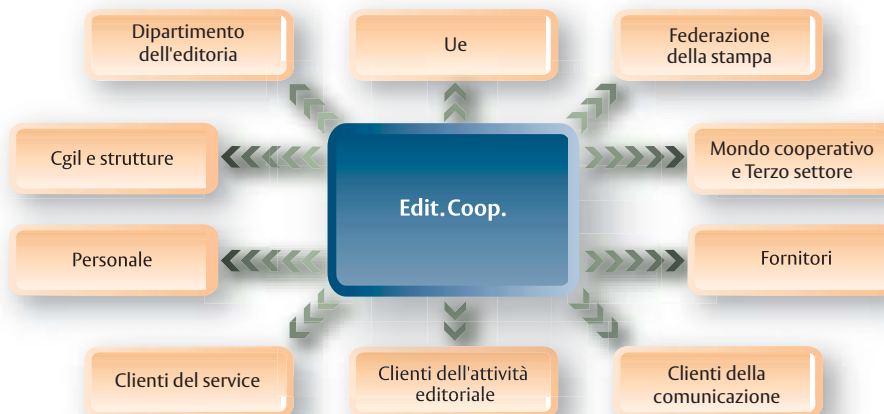 Dipartimento
dell'editoria
Ue
Federazione
della stampa
Cgil e strutture
Mondo cooperativo
e Terzo settore
Edit.Coop.
Personale
Fornitori
Clienti del service
Clienti dell'attività
editoriale
Clienti della
comunicazione